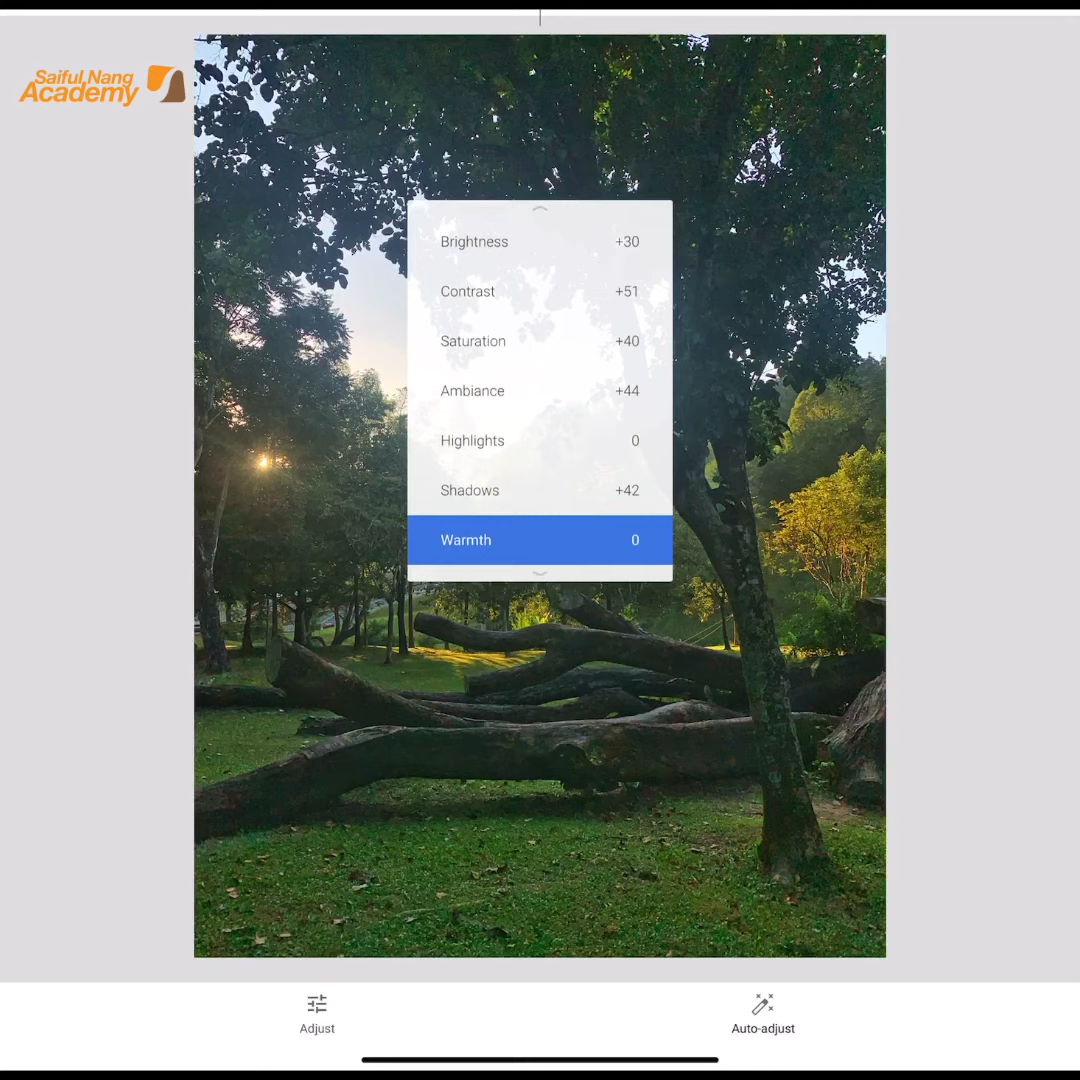 Saiful Nang
Academy
Brightness +30
Contrast +51
Saturation +40
Ambiance +44
Highlights 0
Shadows +42
Warmth 0
Adjust
Auto-adjust